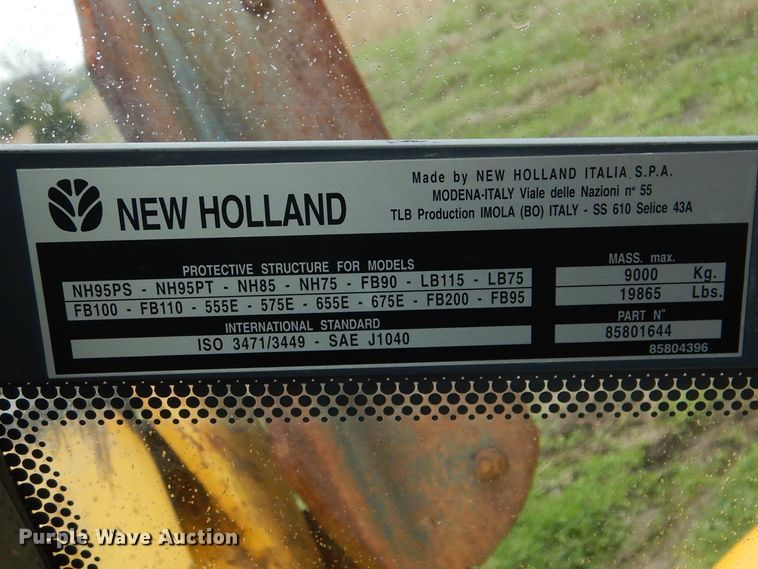 NEW HOLLAND
Made by NEW HOLLAND ITALIA S.P.A.
MODENA-ITALY Viale delle Nazioni n° 55
TLB Production IMOLA (BO) ITALY - SS 610 Selice 43A
PROTECTIVE STRUCTURE FOR MODELS
NH95PS - NH95PT - NH85 - NH75 - FB90 - LB115 - LB75
FB100 - FB110 - 555E - 575E - 655E - 675E - FB200 - FB95
INTERNATIONAL STANDARD
ISO 3471/3449 - SAE J1040
MASS. max.
9000 Kg.
19865 Lbs.
PART N°
85801644
85804396
Purple Wave Auction